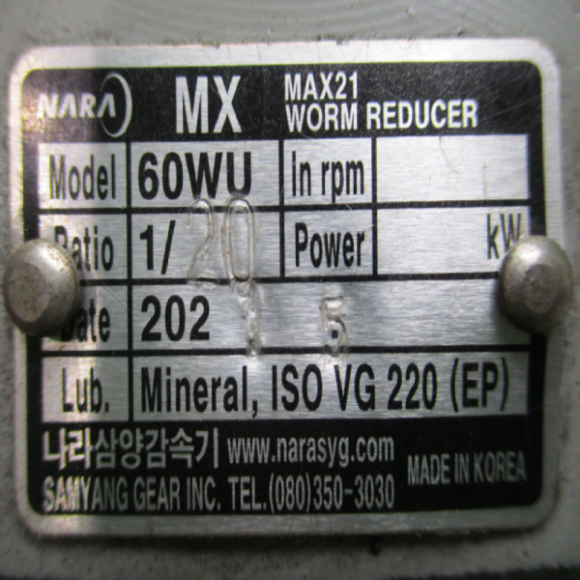 NARA MX MAX21
WORM REDUCER
Model 60WU In rpm
Ratio 1/20 Power kW
Date 202 1 5
Lub. Mineral, ISO VG 220 (EP)
나라삼양감속기 www.narasyg.com
SAMYANG GEAR INC. TEL.(080)350-3030 MADE IN KOREA